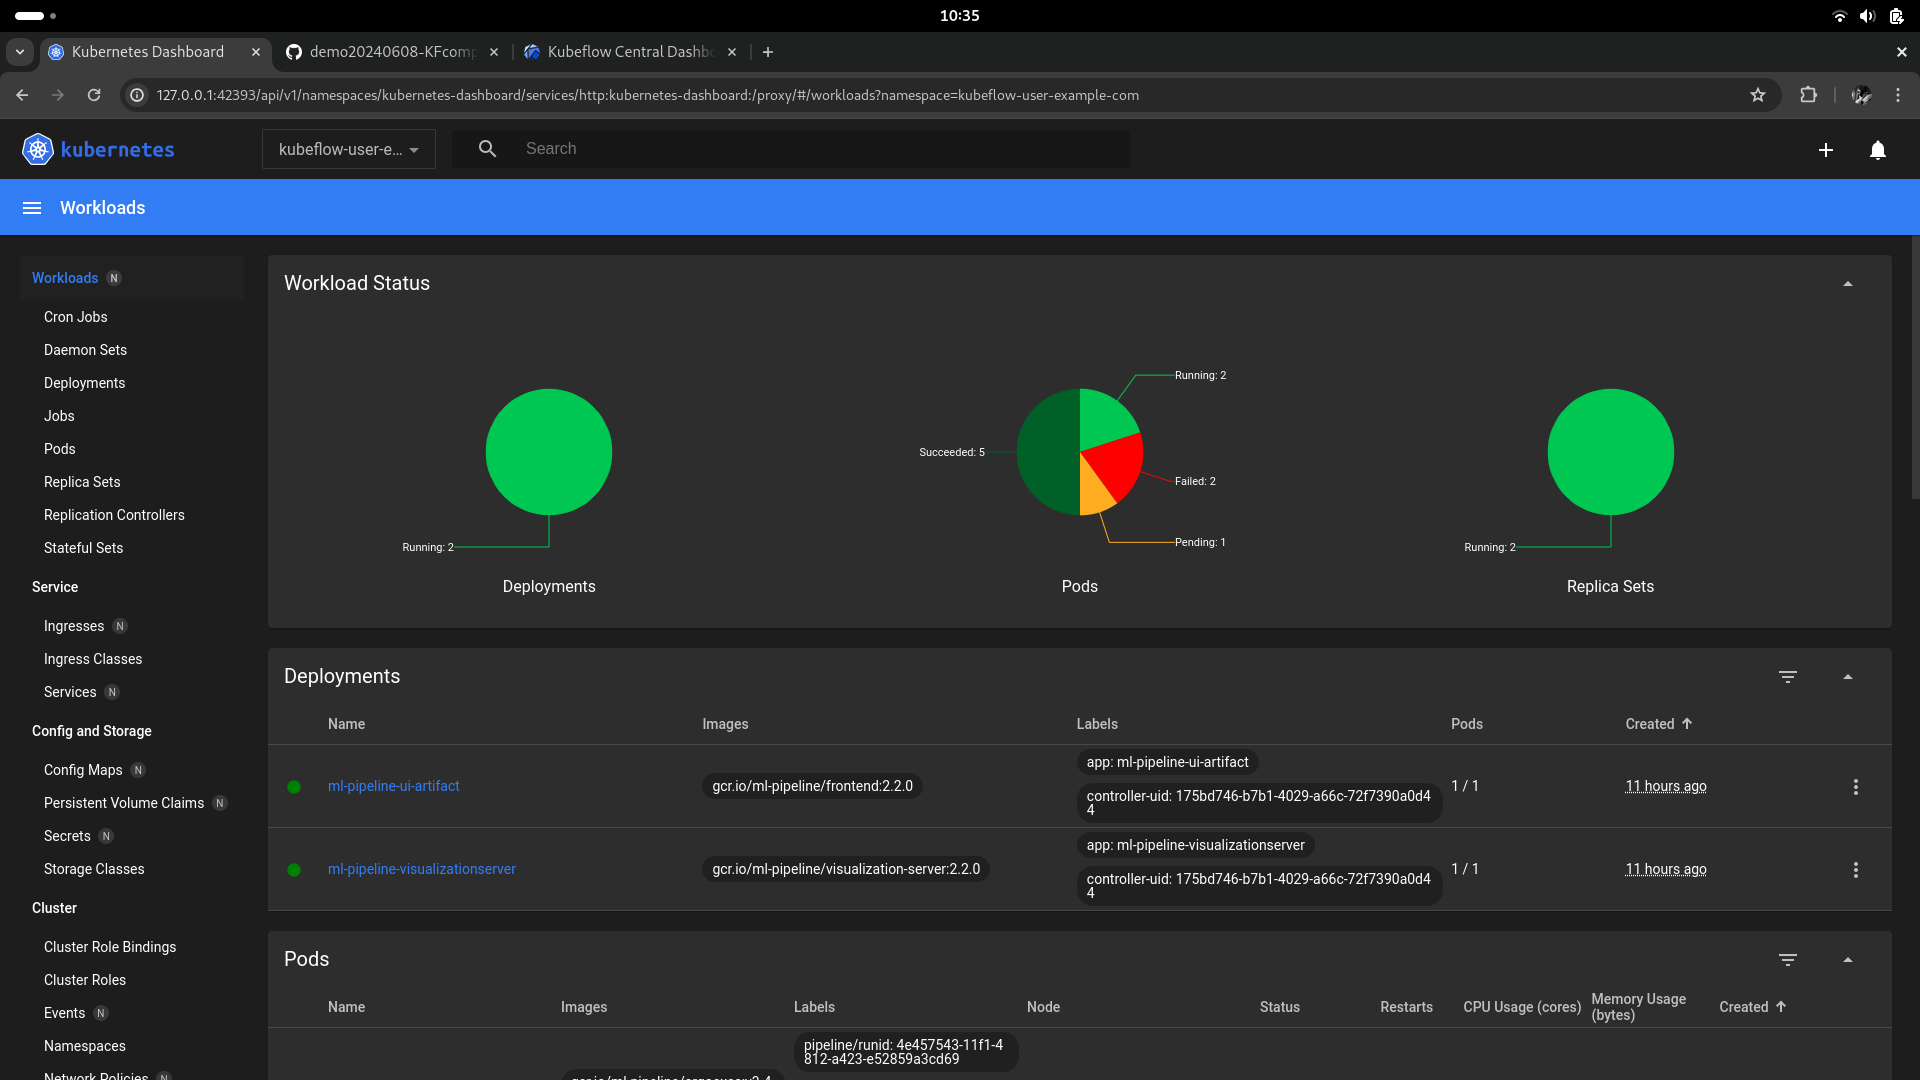 10:35
Kubernetes Dashboard
demo20240608-KFcomp
Kubeflow Central Dashbo
127.0.0.1:42393/api/v1/namespaces/kubernetes-dashboard/services/http:kubernetes-dashboard:/proxy/#/workloads?namespace=kubeflow-user-example-com
kubernetes
kubeflow-user-e...
Search
Workloads
Workloads N
Cron Jobs
Daemon Sets
Deployments
Jobs
Pods
Replica Sets
Replication Controllers
Stateful Sets
Service
Ingresses N
Ingress Classes
Services N
Config and Storage
Config Maps N
Persistent Volume Claims N
Secrets N
Storage Classes
Cluster
Cluster Role Bindings
Cluster Roles
Events N
Namespaces
Network Policies N
Workload Status
Running: 2
Deployments
Running: 2
Succeeded: 5
Failed: 2
Pending: 1
Pods
Running: 2
Replica Sets
Deployments
Name Images Labels Pods Created
ml-pipeline-ui-artifact gcr.io/ml-pipeline/frontend:2.2.0 app: ml-pipeline-ui-artifact 1 / 1 11 hours ago
controller-uid: 175bd746-b7b1-4029-a66c-72f7390a0d4
4
ml-pipeline-visualizationserver gcr.io/ml-pipeline/visualization-server:2.2.0 app: ml-pipeline-visualizationserver 1 / 1 11 hours ago
controller-uid: 175bd746-b7b1-4029-a66c-72f7390a0d4
4
Pods
Name Images Labels Node Status Restarts CPU Usage (cores) Memory Usage
(bytes) Created
pipeline/runid: 4e457543-11f1-4
812-a423-e52859a3cd69